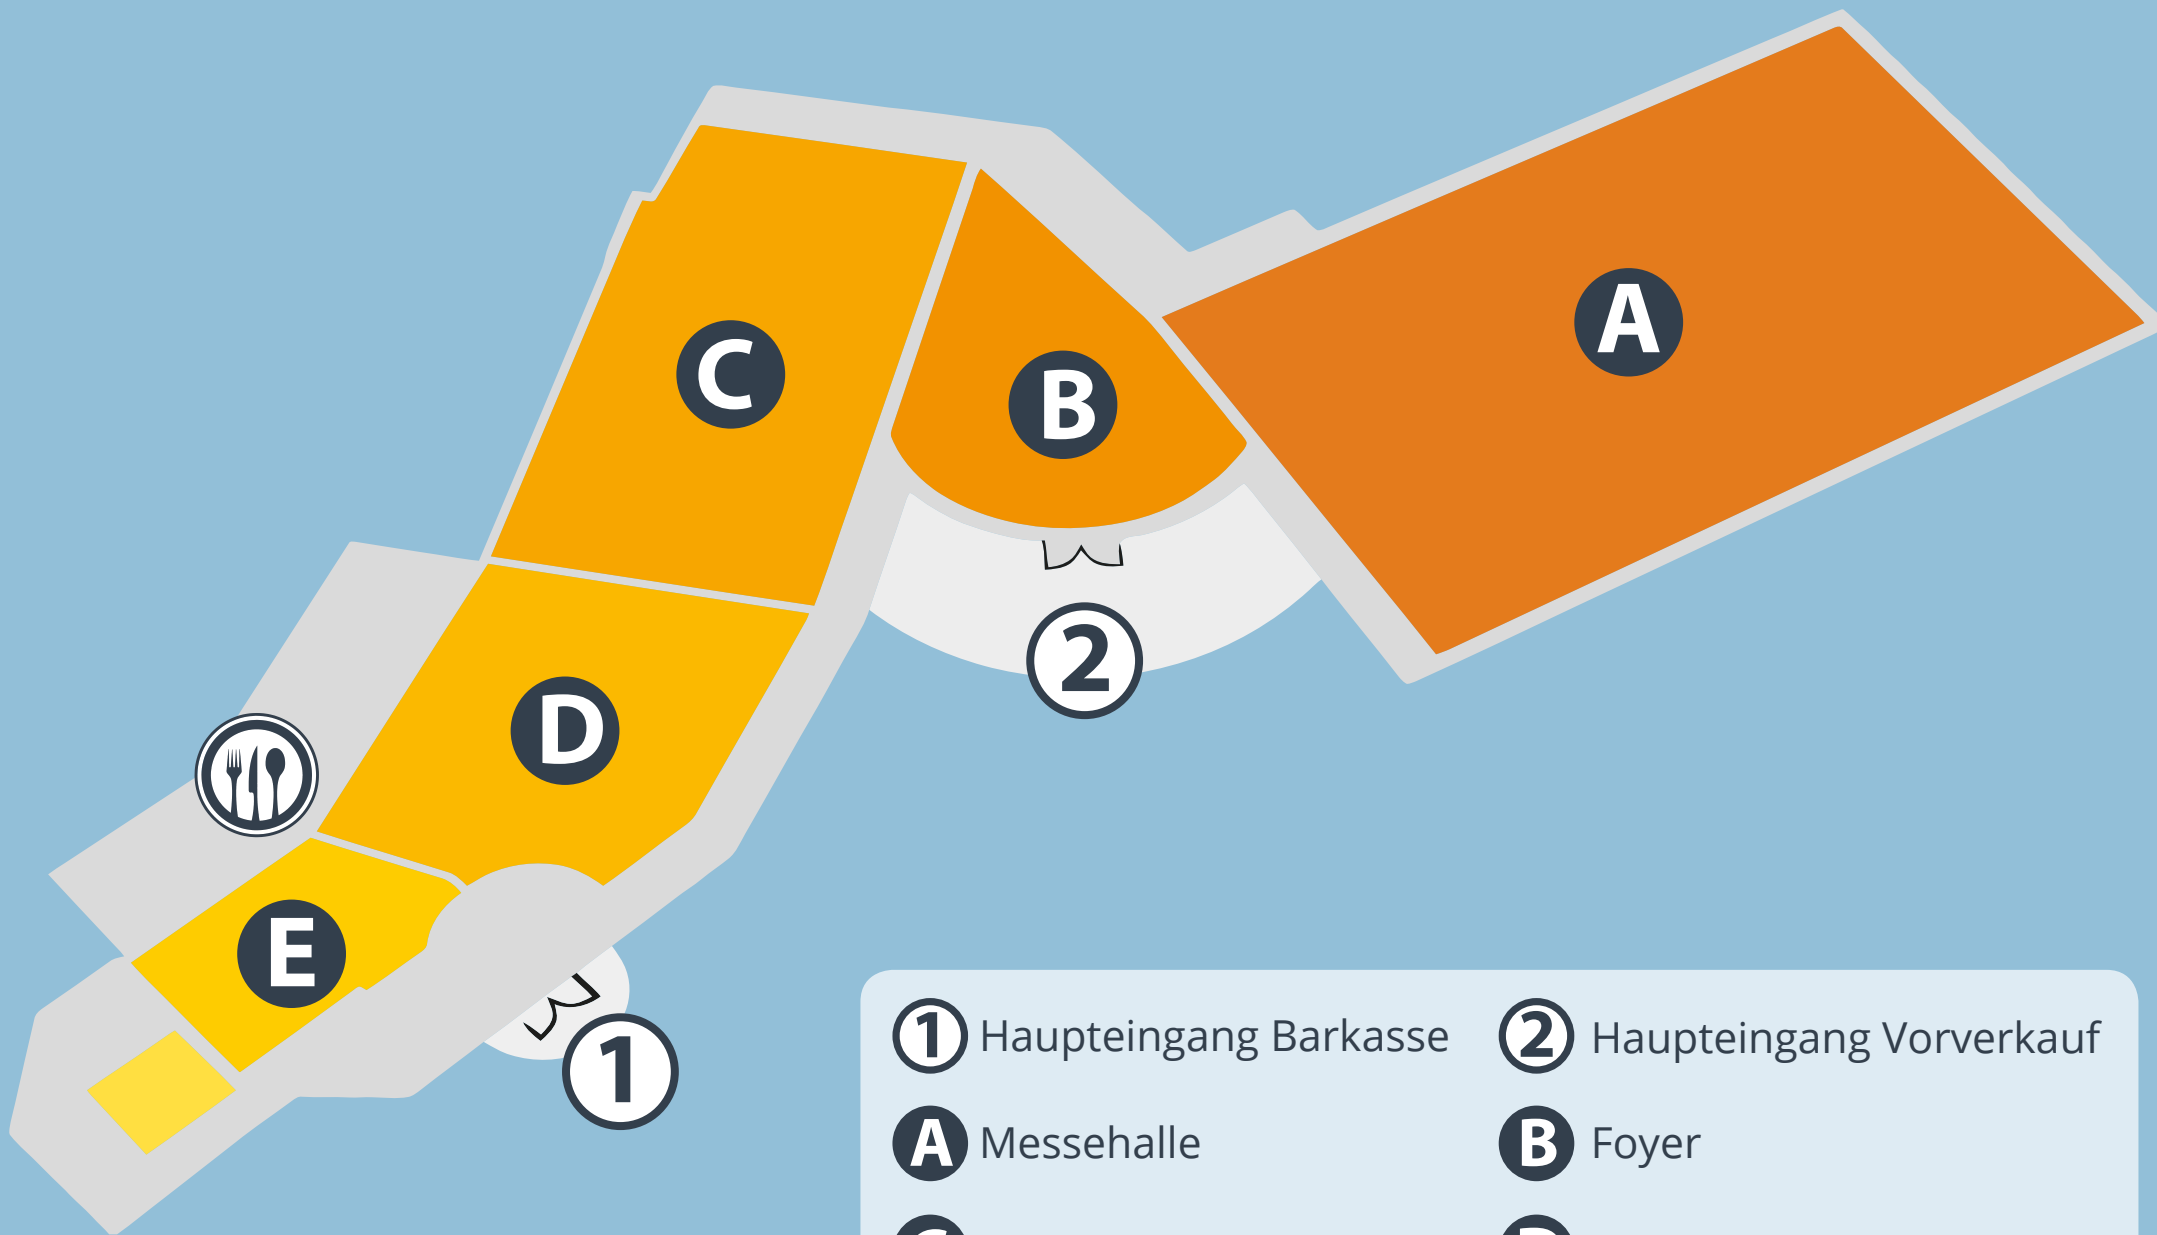 A
C
B
2
D
E
1
1 Haupteingang Barkasse
2 Haupteingang Vorverkauf
A Messehalle
B Foyer